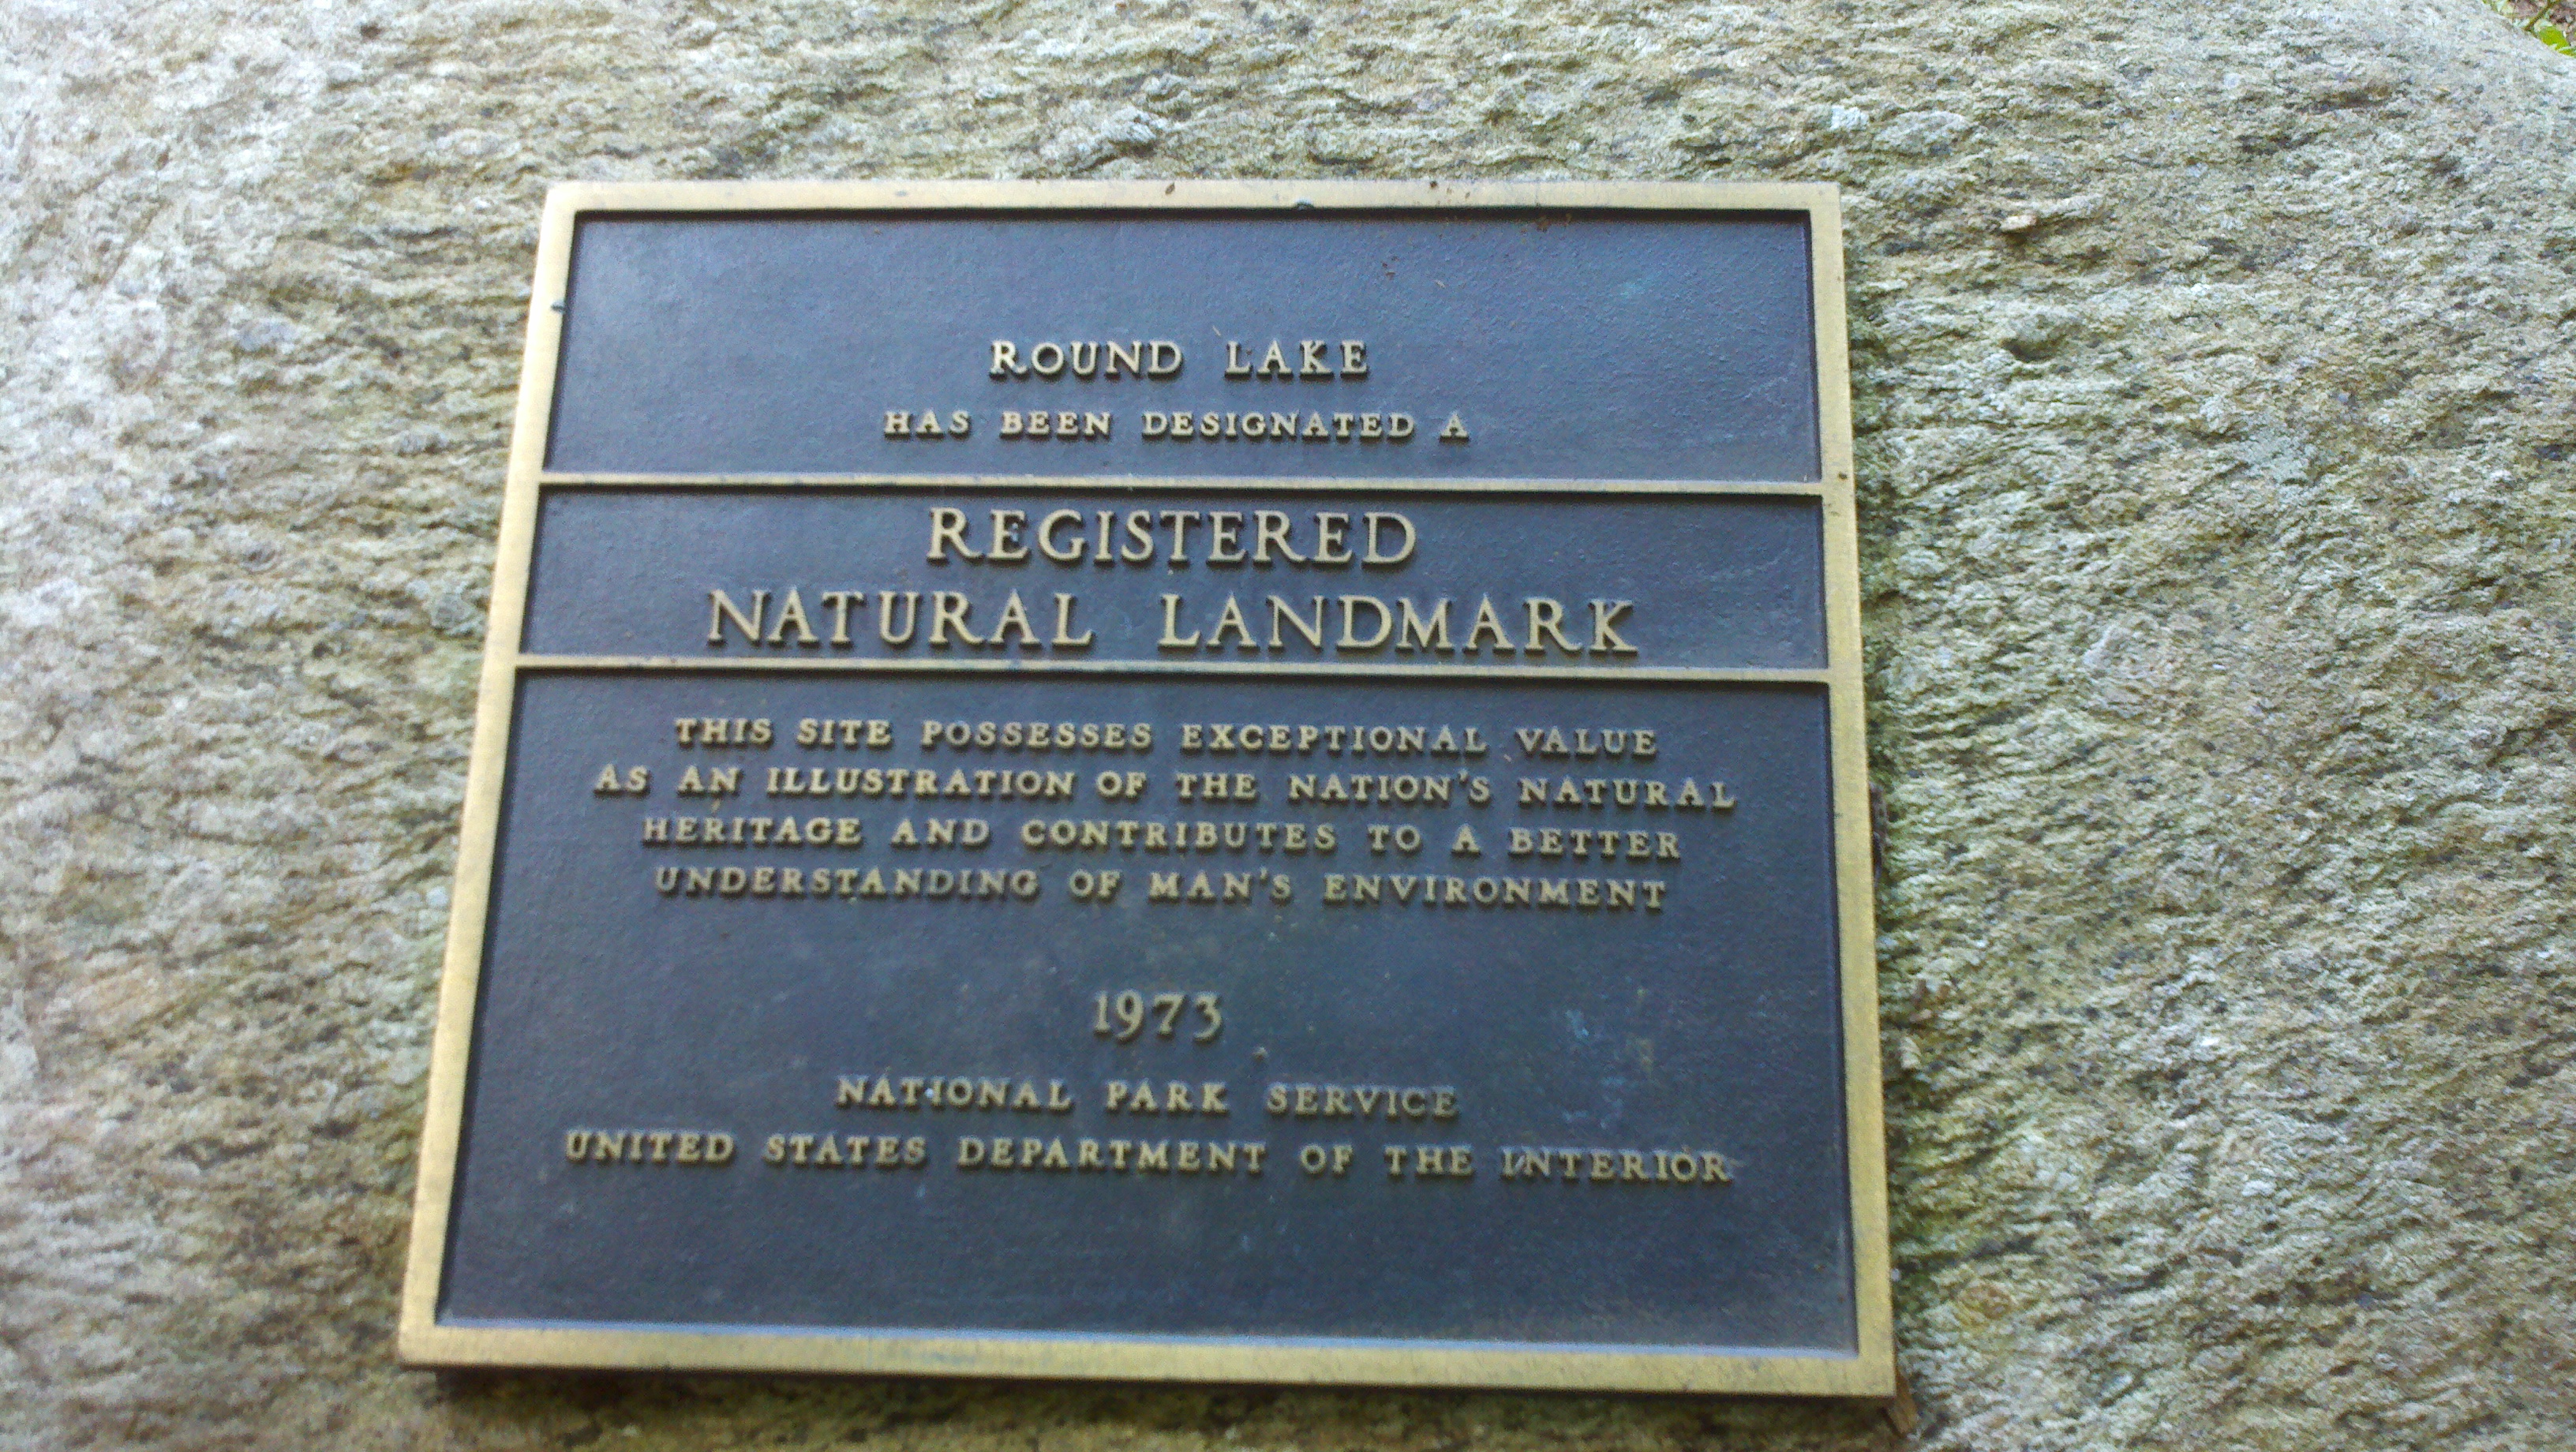 ROUND LAKE
HAS BEEN DESIGNATED A
REGISTERED
NATURAL LANDMARK
THIS SITE POSSESSES EXCEPTIONAL VALUE
AS AN ILLUSTRATION OF THE NATION'S NATURAL
HERITAGE AND CONTRIBUTES TO A BETTER
UNDERSTANDING OF MAN'S ENVIRONMENT
1973
NATIONAL PARK SERVICE
UNITED STATES DEPARTMENT OF THE INTERIOR